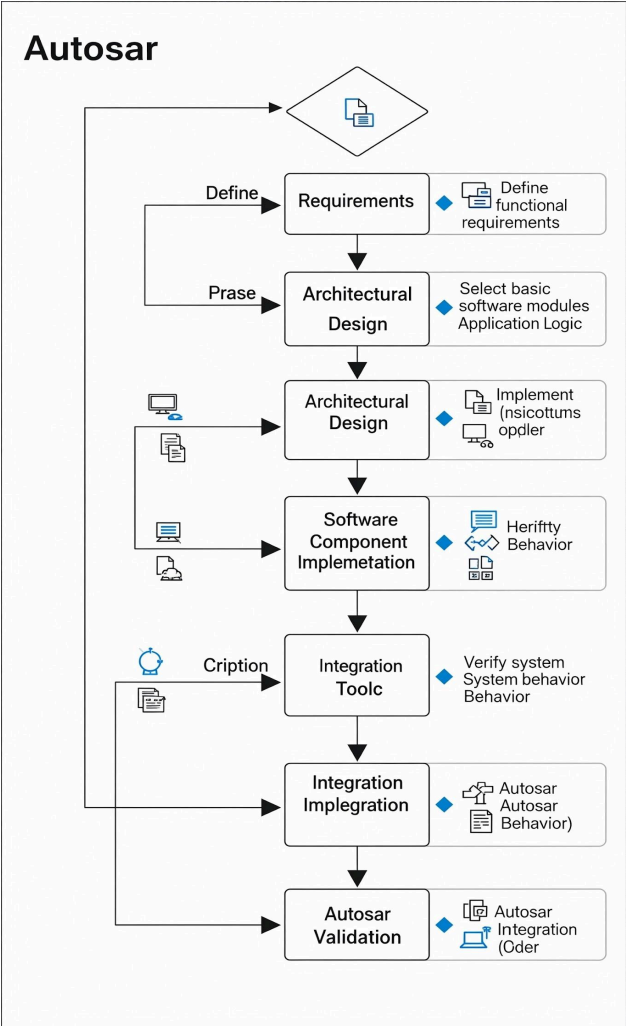 Autosar
Define
Requirements
Define
functional
requirements
Prase
Architectural
Design
Select basic
software modules
Application Logic
Architectural
Design
Implement
(nsicottums
opdler
Software
Component
Implemetation
Heriftty
Behavior
Cription
Integration
Toolc
Verify system
System behavior
Behavior
Integration
Implegration
Autosar
Autosar
Behavior)
Autosar
Validation
Autosar
Integration
(Oder